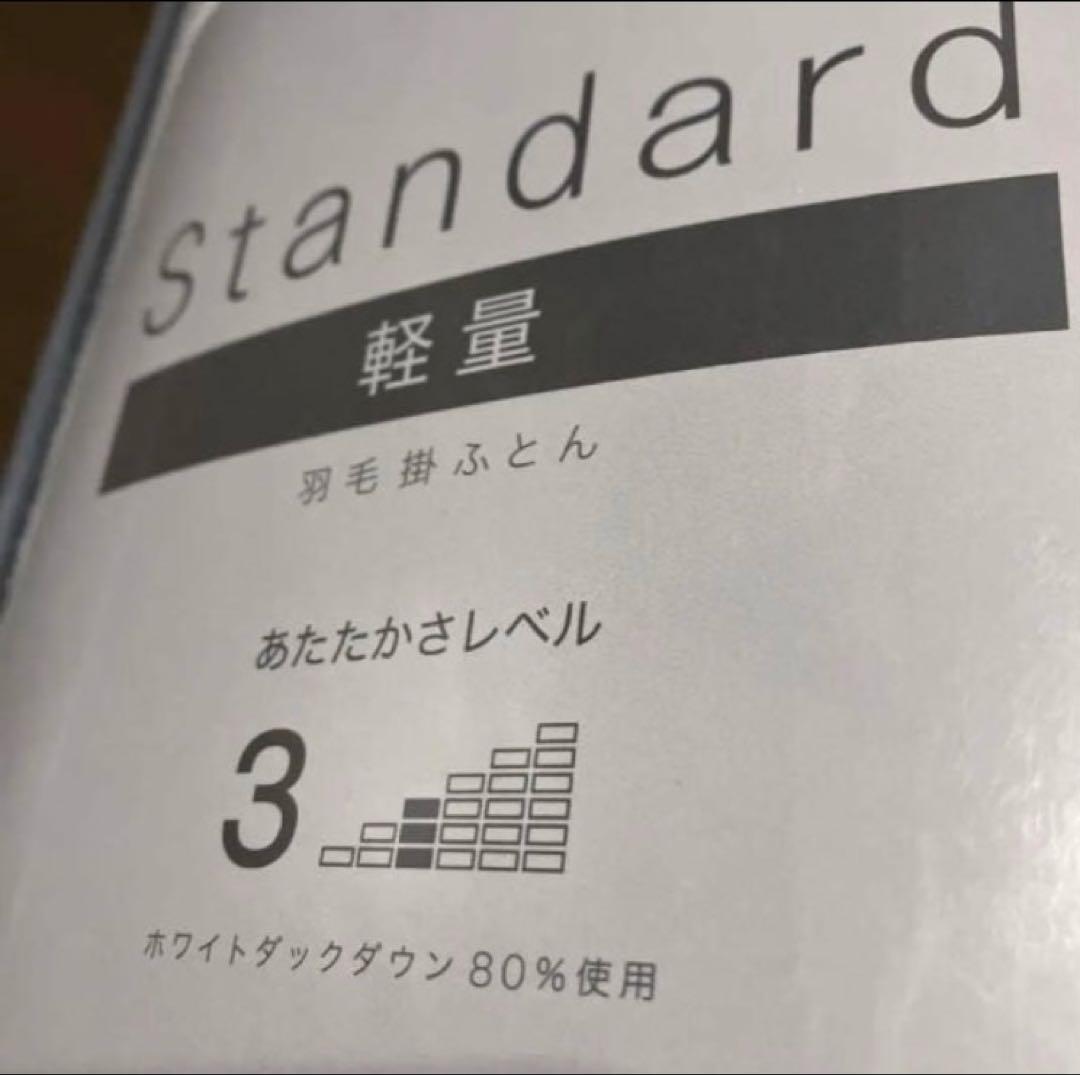 Standard
軽量
羽毛掛ふとん
あたたかさレベル
3
ホワイトダックダウン80%使用